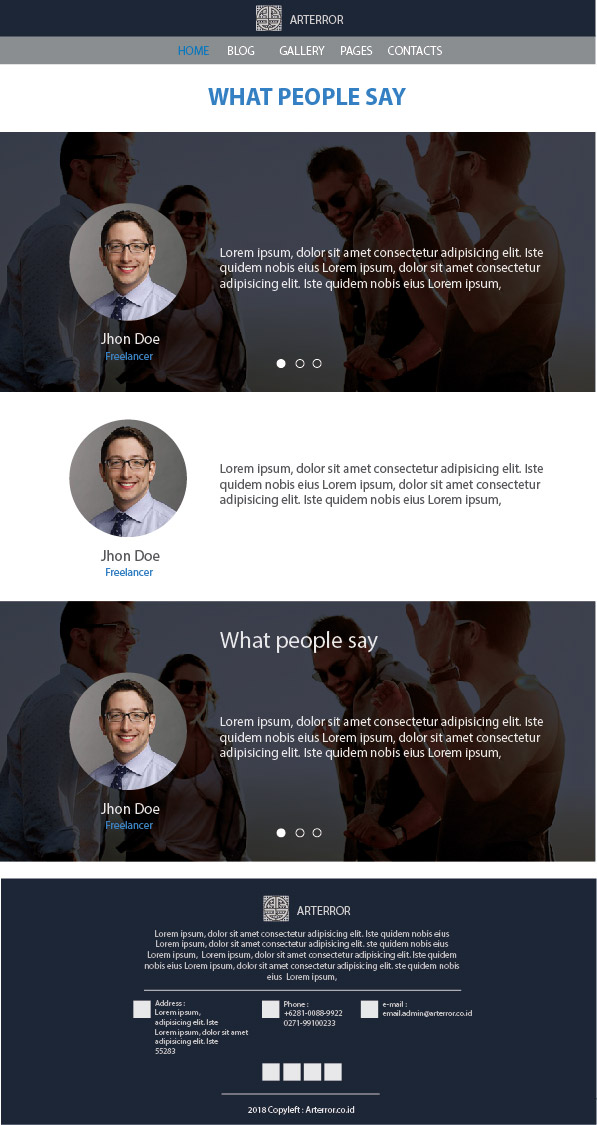 ARTERROR
HOME BLOG GALLERY PAGES CONTACTS
WHAT PEOPLE SAY
Lorem ipsum, dolor sit amet consectetur adipisicing elit. Iste
quidem nobis eius Lorem ipsum, dolor sit amet consectetur
adipisicing elit. Iste quidem nobis eius Lorem ipsum,
Jhon Doe
Freelancer
Lorem ipsum, dolor sit amet consectetur adipisicing elit. Iste
quidem nobis eius Lorem ipsum, dolor sit amet consectetur
adipisicing elit. Iste quidem nobis eius Lorem ipsum,
Jhon Doe
Freelancer
What people say
Lorem ipsum, dolor sit amet consectetur adipisicing elit. Iste
quidem nobis eius Lorem ipsum, dolor sit amet consectetur
adipisicing elit. Iste quidem nobis eius Lorem ipsum,
Jhon Doe
Freelancer
ARTERROR
Lorem ipsum, dolor sit amet consectetur adipisicing elit. Iste quidem nobis eius
Lorem ipsum, dolor sit amet consectetur adipisicing elit. ste quidem nobis eius
Lorem ipsum, Lorem ipsum, dolor sit amet consectetur adipisicing elit. Iste quidem
nobis eius Lorem ipsum, dolor sit amet consectetur adipisicing elit. ste quidem nobis
eius Lorem ipsum,
Address :
Lorem ipsum,
adipisicing elit. Iste
Lorem ipsum, dolor sit amet
adipisicing elit. Iste
55283
Phone :
+6281-0088-9922
0271-99100233
e-mail :
email.admin@arterror.co.id
2018 Copyleft : Arterror.co.id